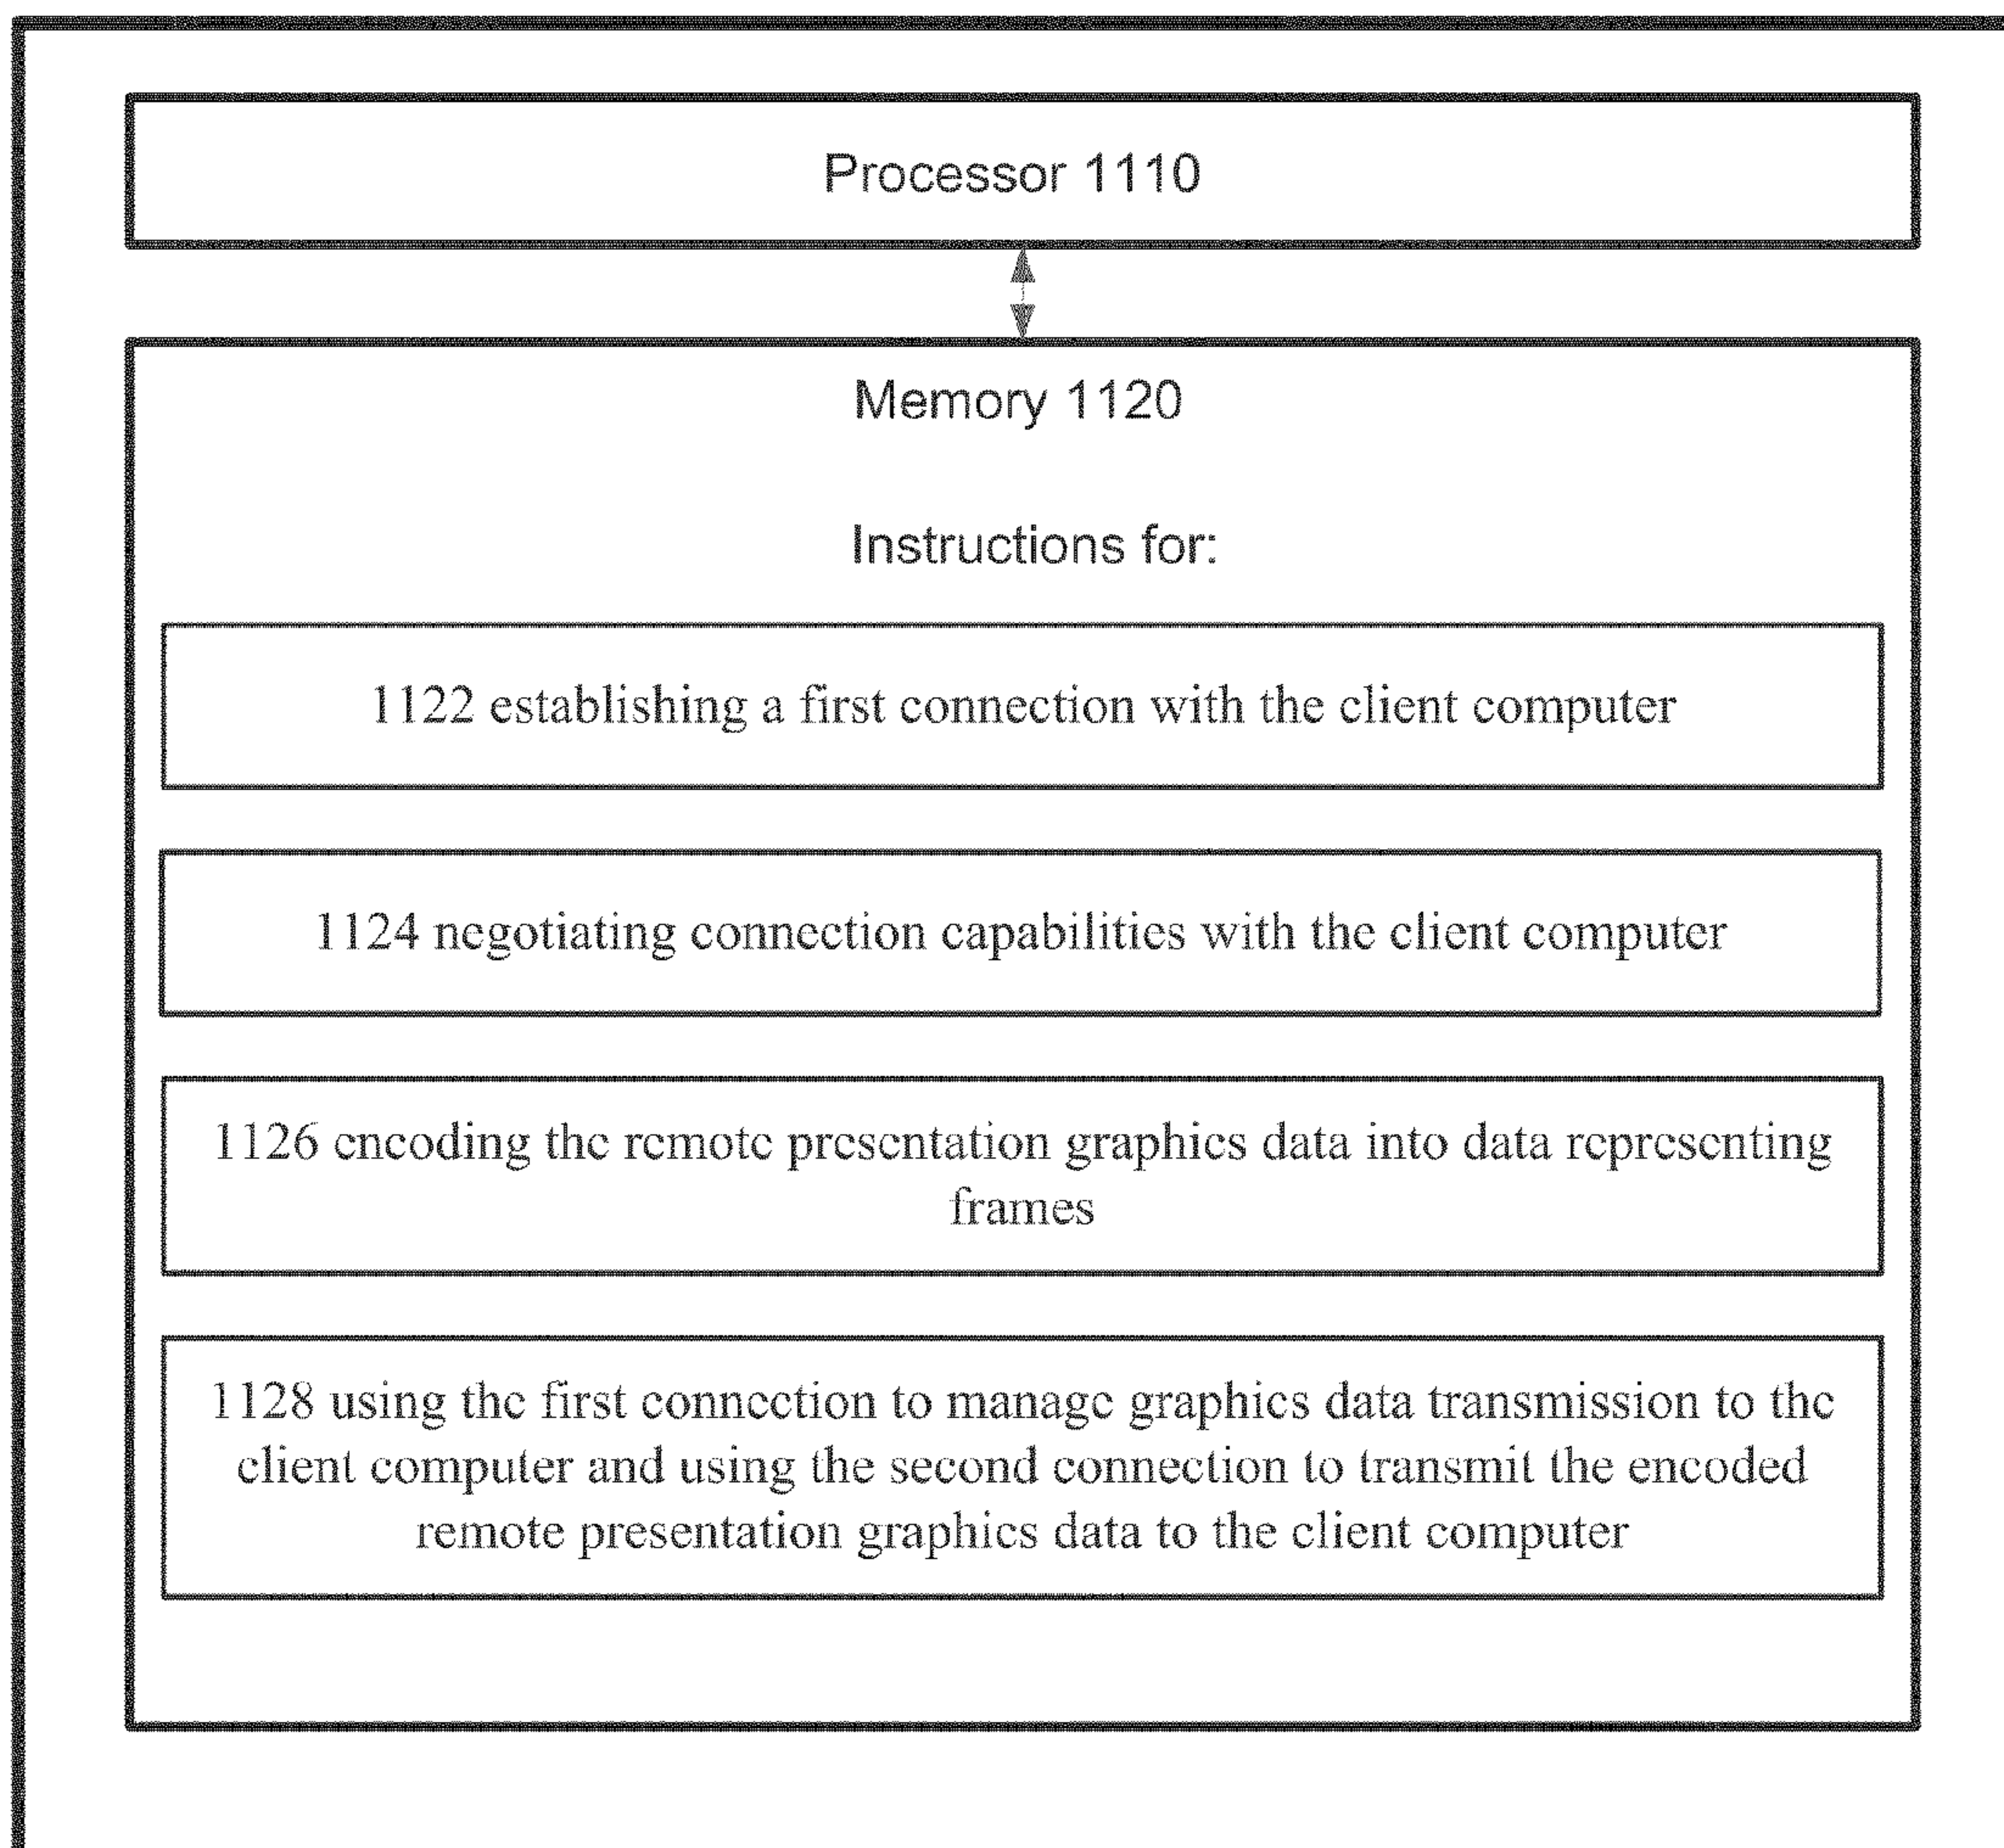 Processor 1110
Memory 1120
Instructions for:
1122 establishing a first connection with the client computer
1124 negotiating connection capabilities with the client computer
1126 encoding the remote presentation graphics data into data representing
frames
1128 using the first connection to manage graphics data transmission to the
client computer and using the second connection to transmit the encoded
remote presentation graphics data to the client computer